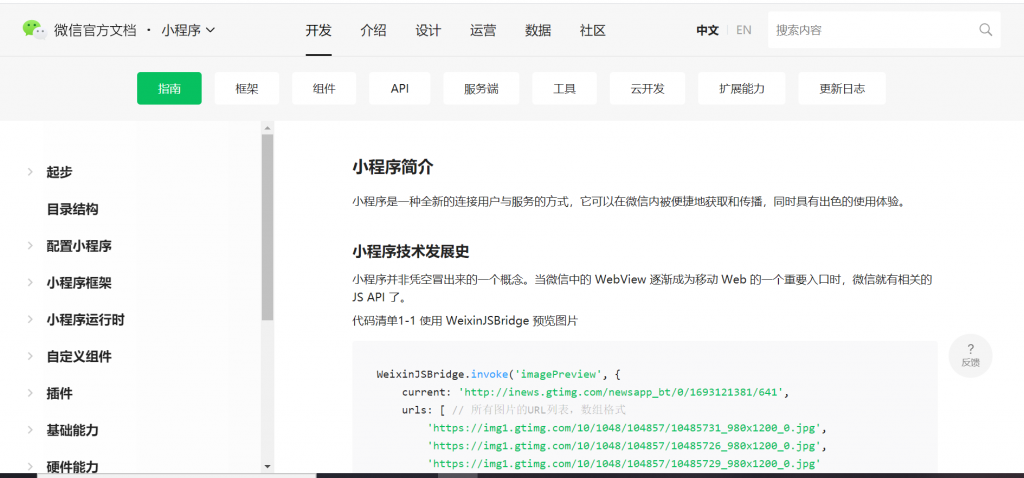 微信官方文档 · 小程序
开发 介绍 设计 运营 数据 社区
中文 EN
搜索内容
指南 框架 组件 API 服务端 工具 云开发 扩展能力 更新日志
起步
目录结构
配置小程序
小程序框架
小程序运行时
自定义组件
插件
基础能力
硬件能力
小程序简介
小程序是一种全新的连接用户与服务的方式，它可以在微信内被便捷地获取和传播，同时具有出色的使用体验。
小程序技术发展史
小程序并非凭空冒出来的一个概念。当微信中的 WebView 逐渐成为移动 Web 的一个重要入口时，微信就有相关的
JS API 了。
代码清单1-1 使用 WeixinJSBridge 预览图片
WeixinJSBridge.invoke('imagePreview', {
current: 'http://inews.gtimg.com/newsapp_bt/0/1693121381/641',
urls: [ // 所有图片的URL列表，数组格式
'https://img1.gtimg.com/10/1048/104857/10485731_980x1200_0.jpg',
'https://img1.gtimg.com/10/1048/104857/10485726_980x1200_0.jpg',
'https://img1.gtimg.com/10/1048/104857/10485729_980x1200_0.jpg'
?
反馈